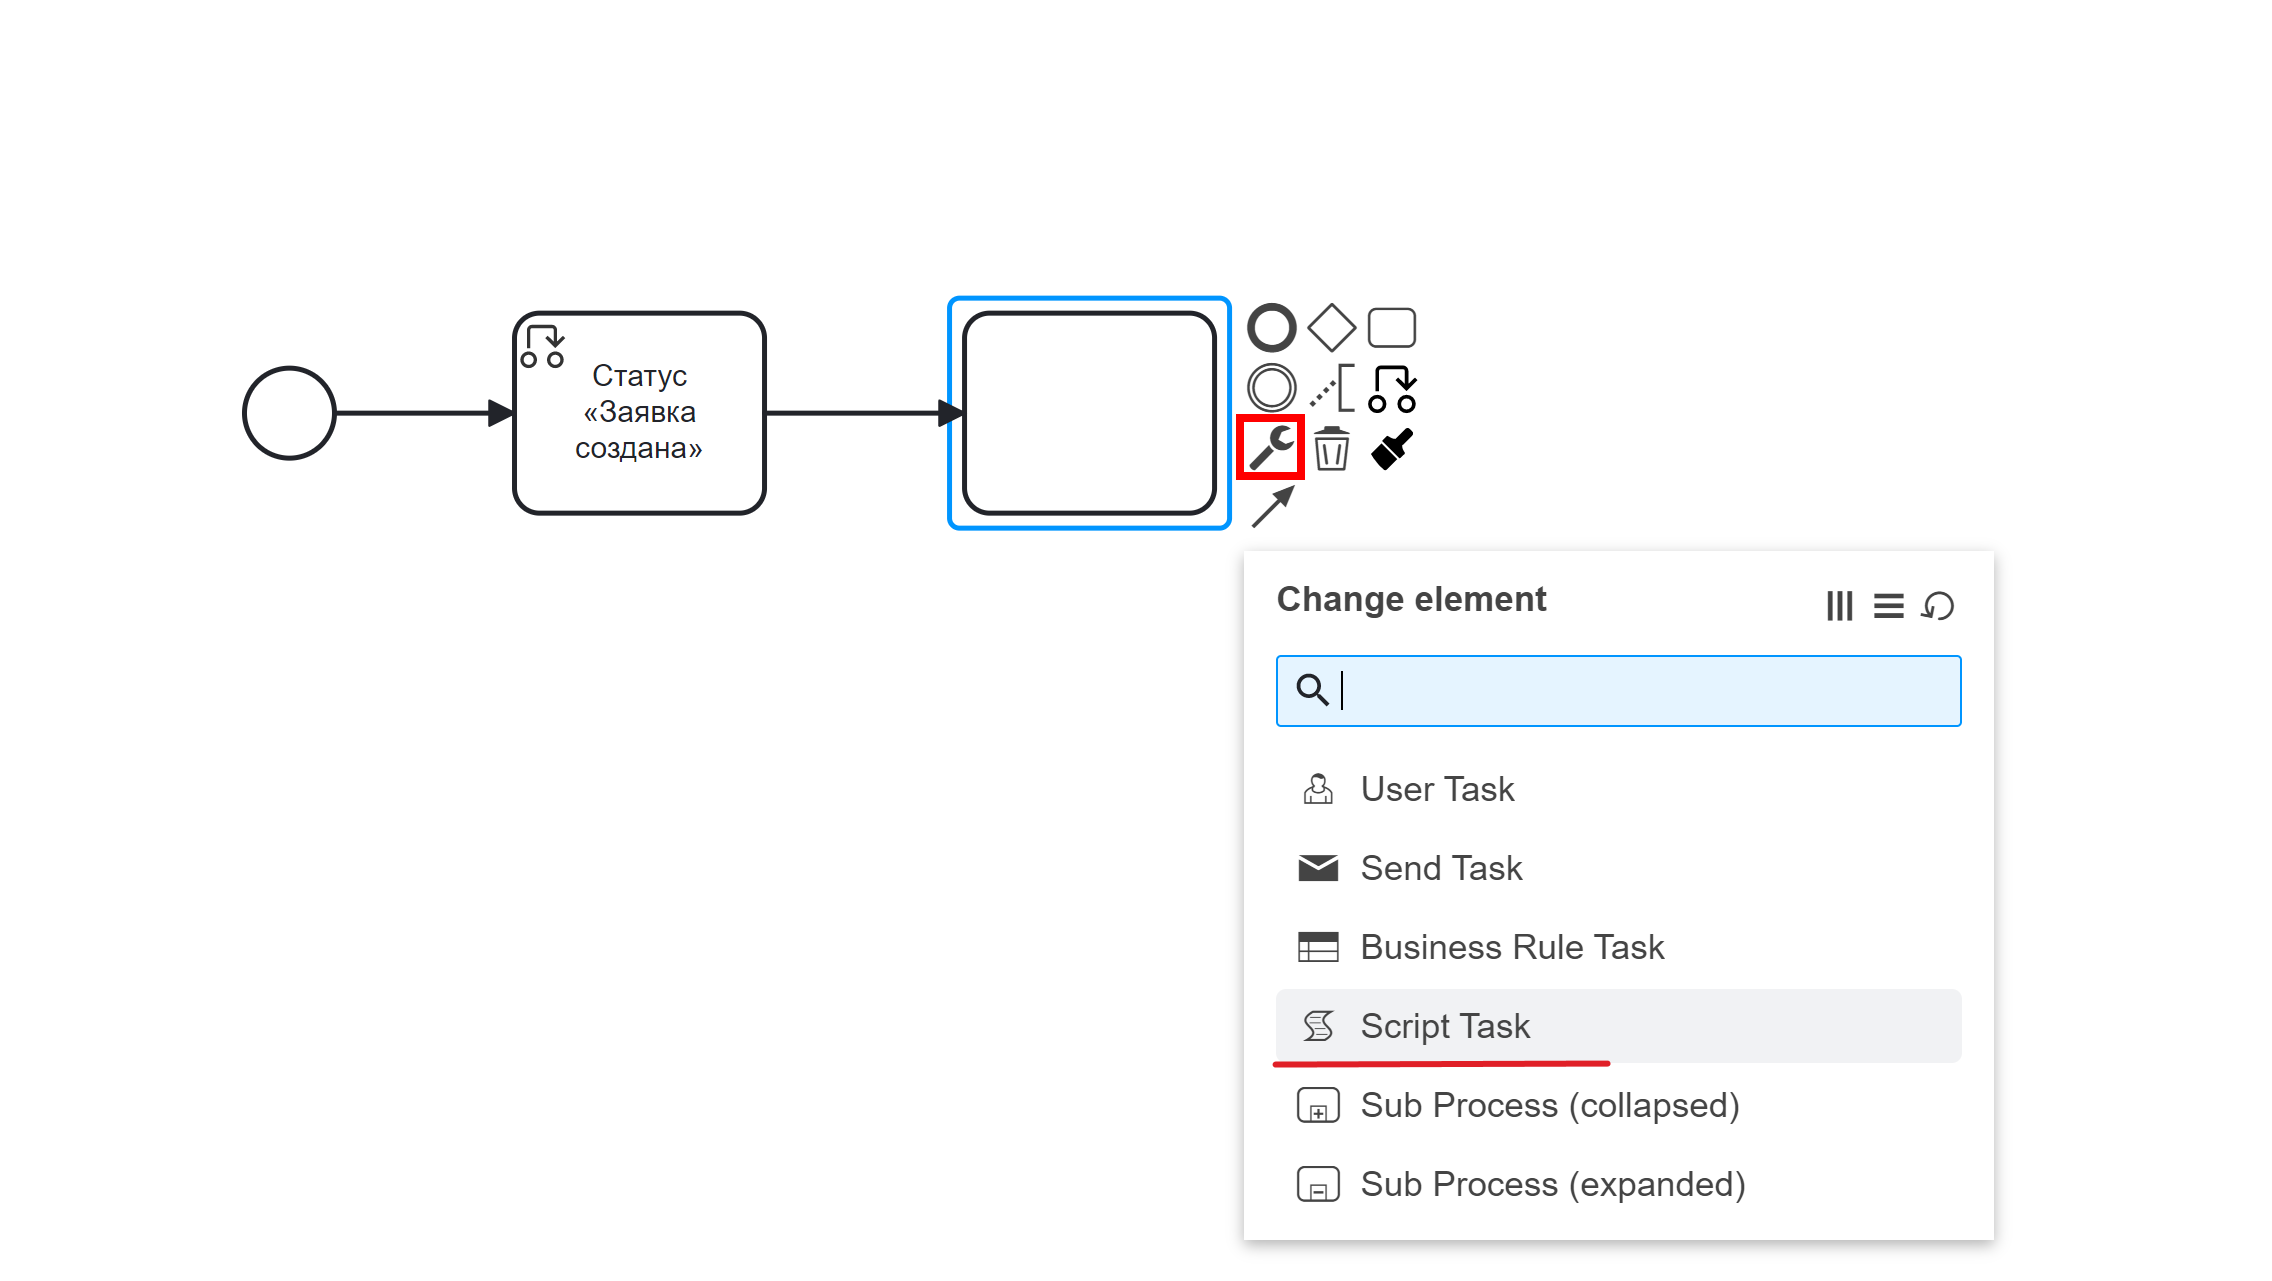 Статус
«Заявка
создана»
Change element
User Task
Send Task
Business Rule Task
Script Task
Sub Process (collapsed)
Sub Process (expanded)